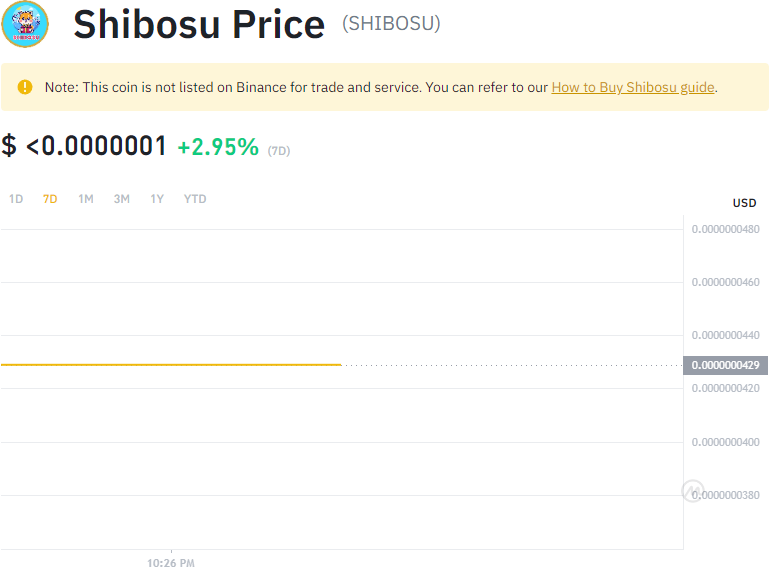 Shibosu Price (SHIBOSU)
Note: This coin is not listed on Binance for trade and service. You can refer to our How to Buy Shibosu guide.
$ <0.0000001 +2.95% (7D)
1D 7D 1M 3M 1Y YTD
USD
0.0000000480
0.0000000460
0.0000000440
0.0000000429
0.0000000420
0.0000000400
0.0000000380
10:26 PM